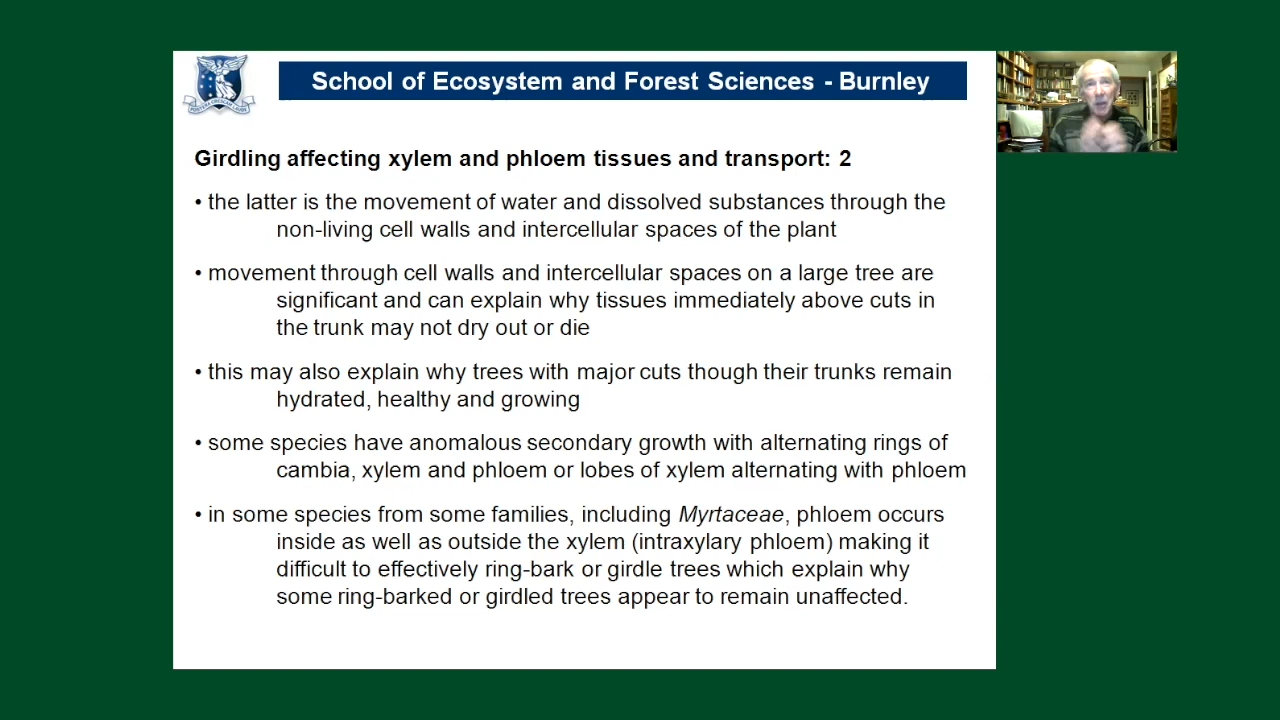 School of Ecosystem and Forest Sciences - Burnley
Girdling affecting xylem and phloem tissues and transport: 2
• the latter is the movement of water and dissolved substances through the
non-living cell walls and intercellular spaces of the plant
• movement through cell walls and intercellular spaces on a large tree are
significant and can explain why tissues immediately above cuts in
the trunk may not dry out or die
• this may also explain why trees with major cuts though their trunks remain
hydrated, healthy and growing
• some species have anomalous secondary growth with alternating rings of
cambia, xylem and phloem or lobes of xylem alternating with phloem
• in some species from some families, including Myrtaceae, phloem occurs
inside as well as outside the xylem (intraxylary phloem) making it
difficult to effectively ring-bark or girdle trees which explain why
some ring-barked or girdled trees appear to remain unaffected.